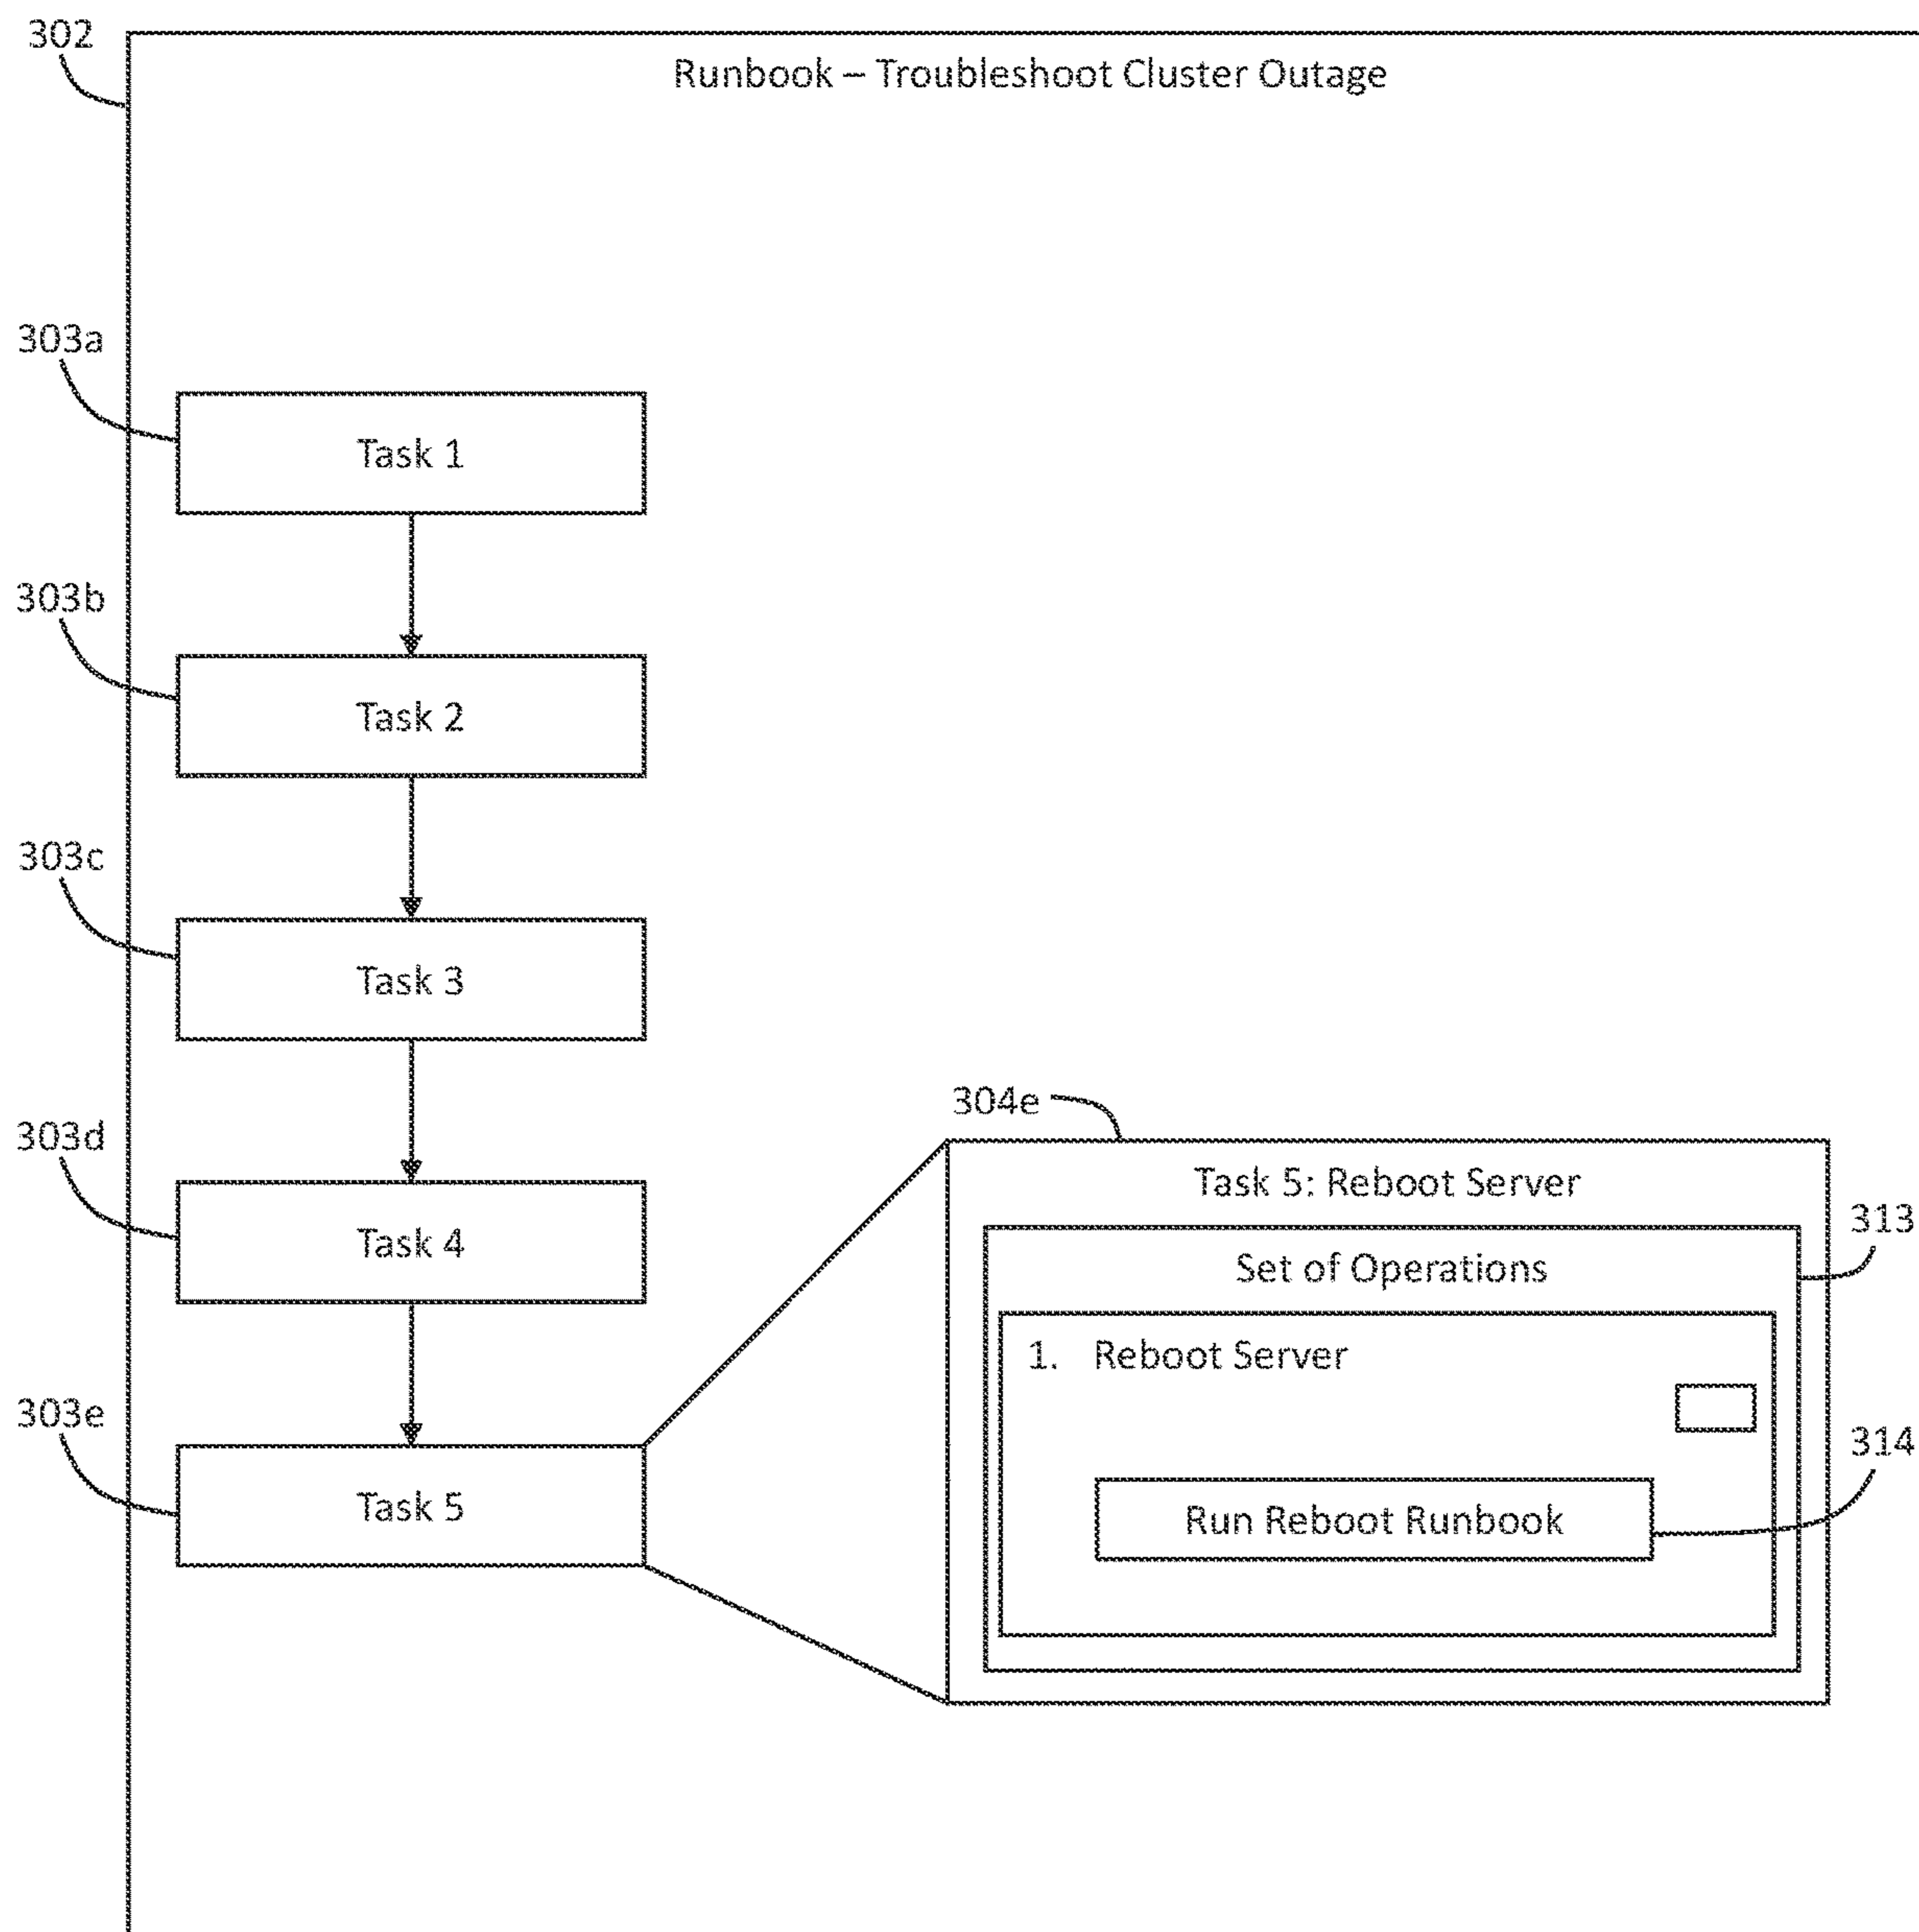 302
Runbook – Troubleshoot Cluster Outage
303a
Task 1
303b
Task 2
303c
Task 3
303d
Task 4
303e
Task 5
304e
Task 5: Reboot Server
313
Set of Operations
1. Reboot Server
314
Run Reboot Runbook